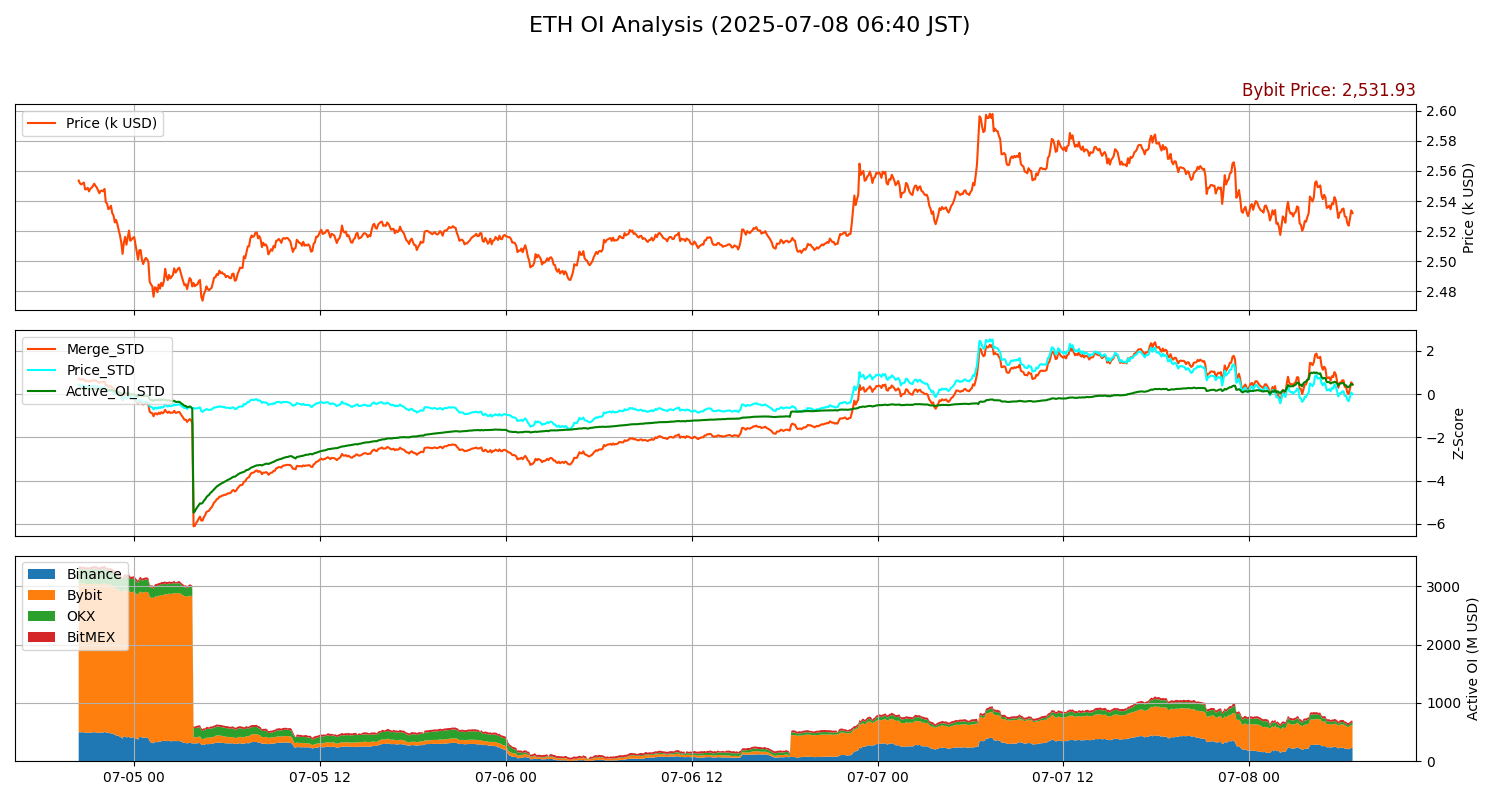 ETH OI Analysis (2025-07-08 06:40 JST)
Bybit Price: 2,531.93
Price (k USD)
2.60
2.58
2.56
2.54
2.52
2.50
2.48
Price (k USD)
Merge_STD
Price_STD
Active_OI_STD
2
0
−2
−4
−6
Z-Score
Binance
Bybit
OKX
BitMEX
3000
2000
1000
0
Active OI (M USD)
07-05 00
07-05 12
07-06 00
07-06 12
07-07 00
07-07 12
07-08 00